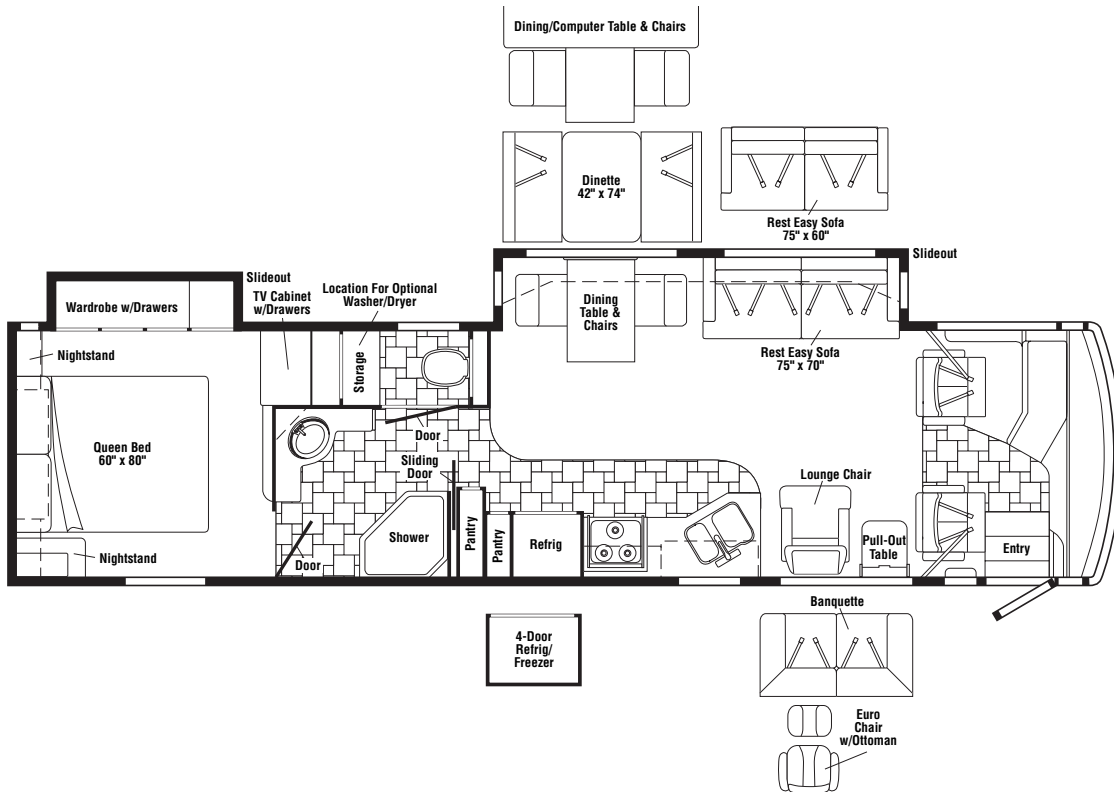 Dining/Computer Table & Chairs
Dinette
42" x 74"
Rest Easy Sofa
75" x 60"
Slideout
Slideout
Wardrobe w/Drawers
TV Cabinet
w/Drawers
Location For Optional
Washer/Dryer
Storage
Dining
Table &
Chairs
Rest Easy Sofa
75" x 70"
Nightstand
Queen Bed
60" x 80"
Nightstand
Door
Sliding
Door
Door
Shower
Pantry
Pantry
Refrig
Lounge Chair
Pull-Out
Table
Entry
4-Door
Refrig/
Freezer
Banquette
Euro
Chair
w/Ottoman